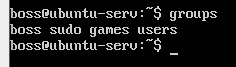 boss@ubuntu-serv:~$ groups
boss sudo games users
boss@ubuntu-serv:~$ _